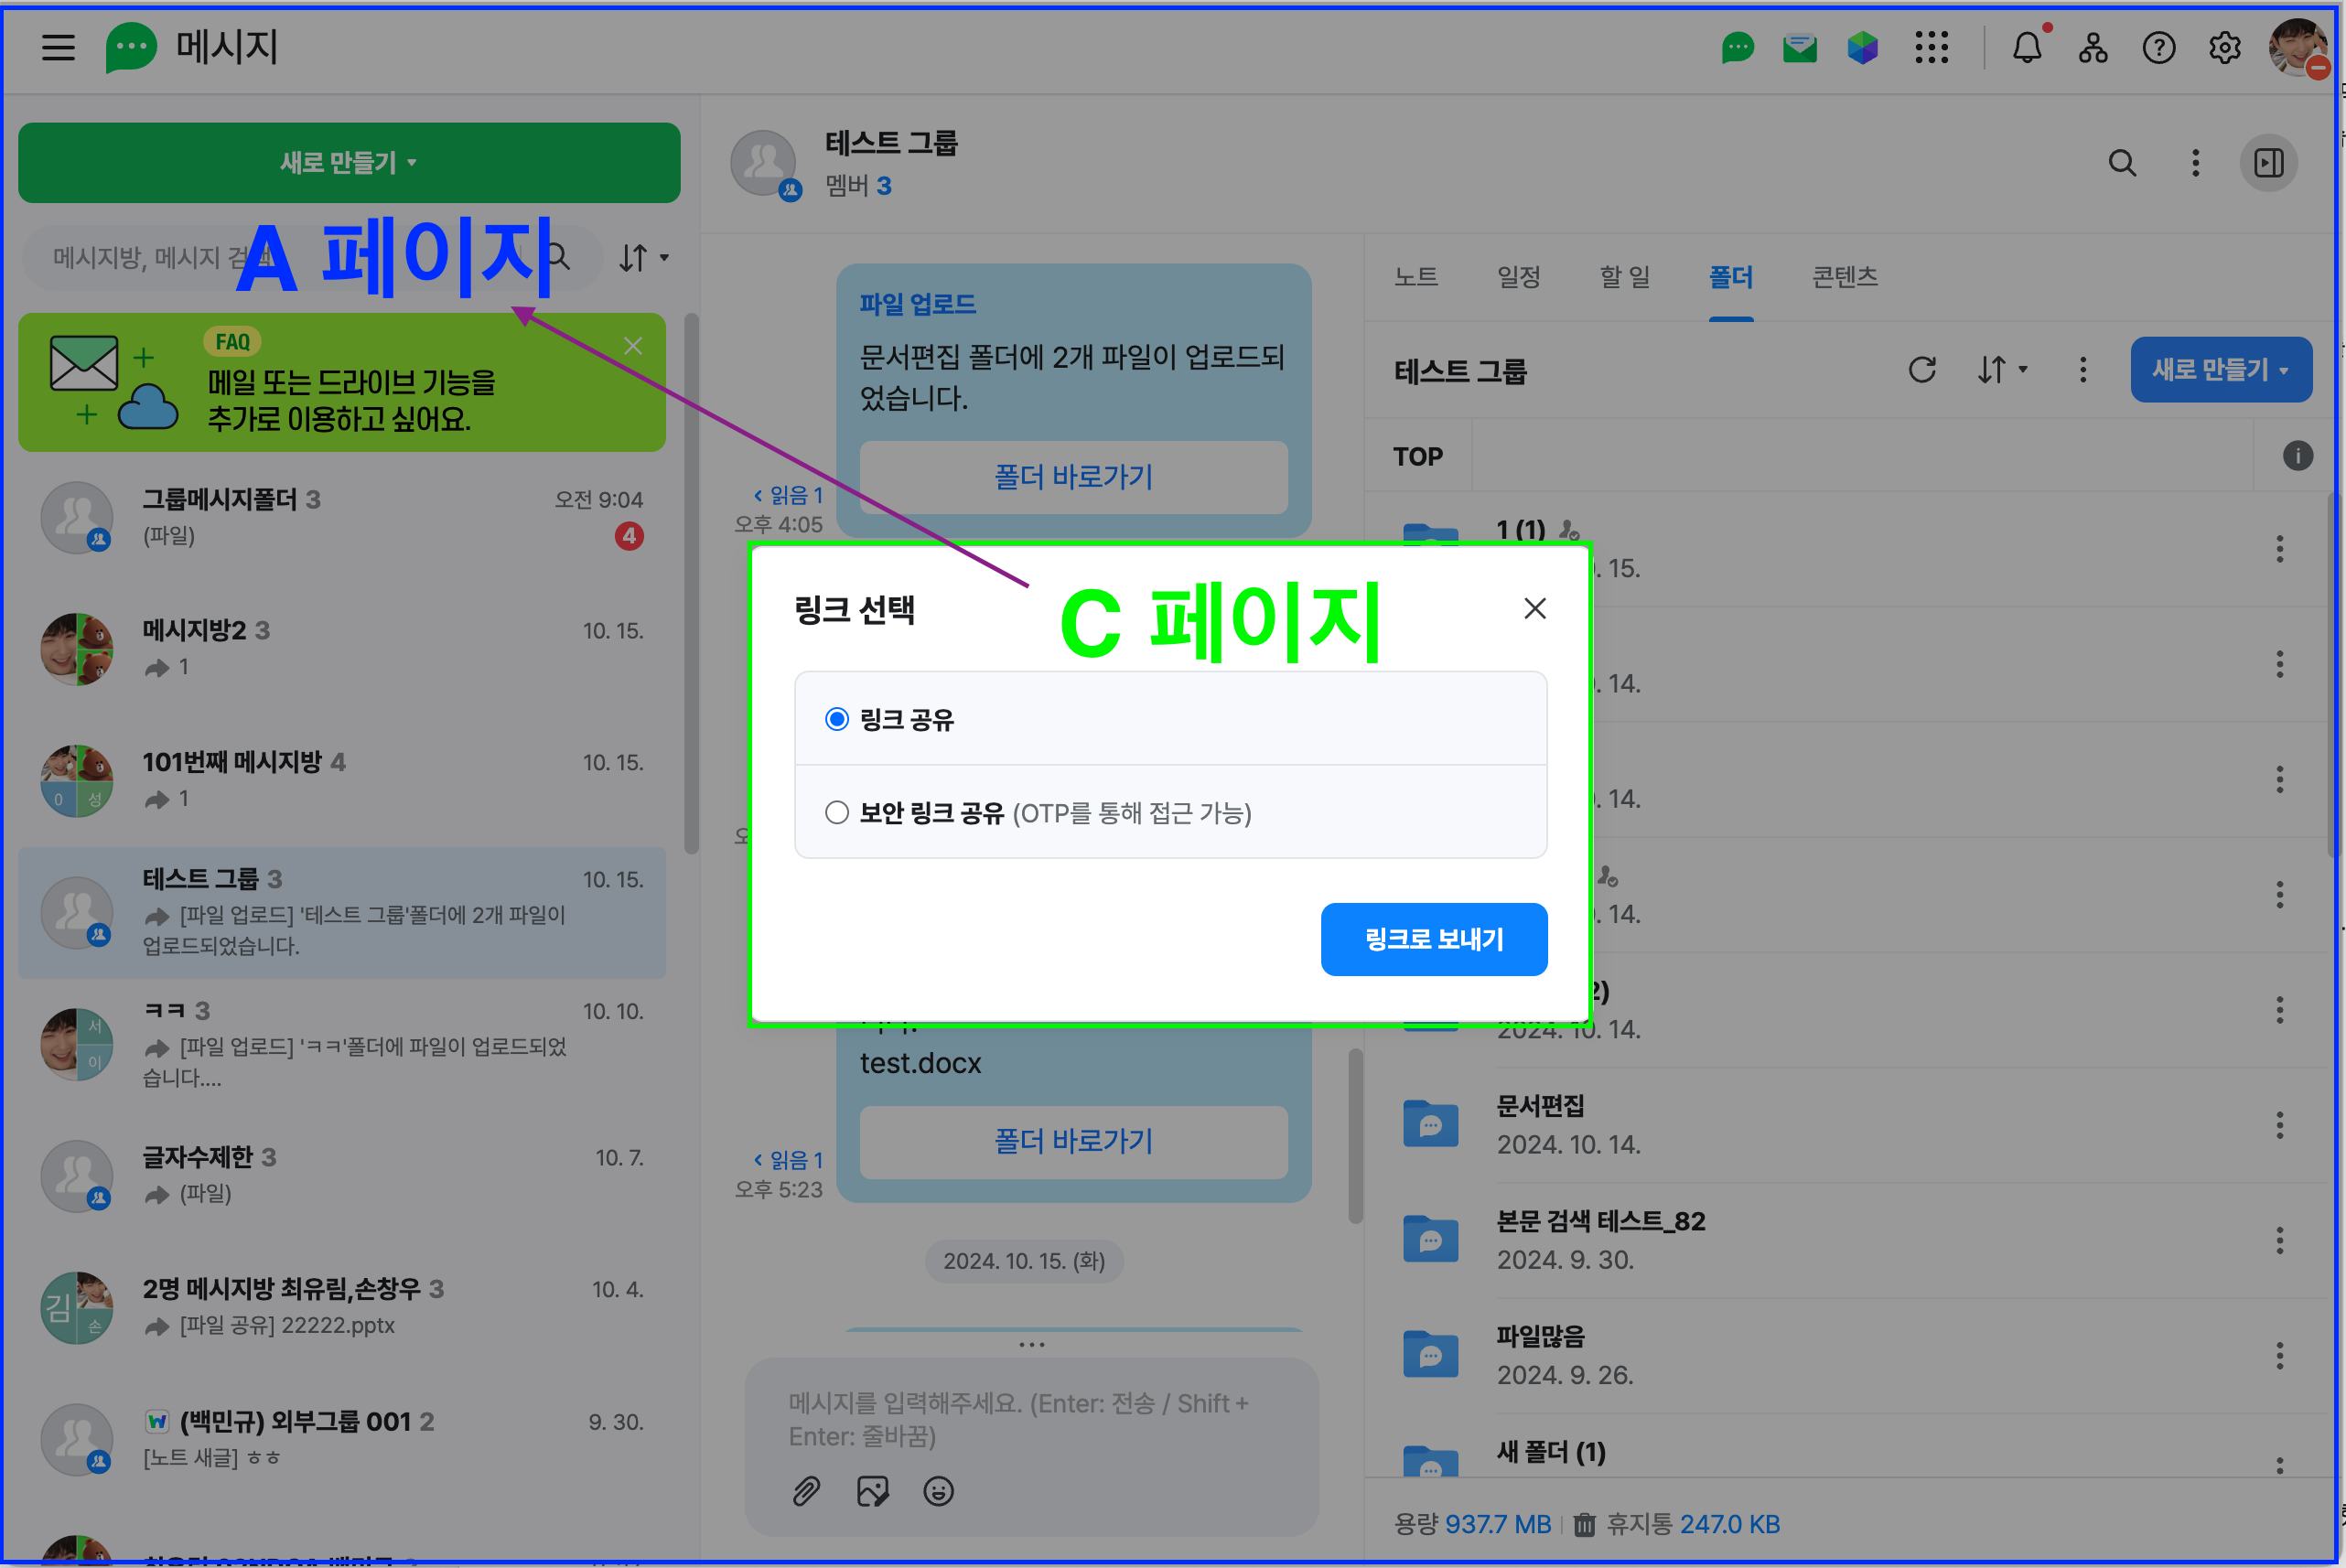 메시지
새로 만들기
메시지방, 메시지 검색
A 페이지
FAQ
메일 또는 드라이브 기능을
추가로 이용하고 싶어요.
그룹메시지폴더 3
오전 9:04
(파일)
4
메시지방2 3
10. 15.
1
101번째 메시지방 4
10. 15.
1
0 성
테스트 그룹 3
10. 15.
[파일 업로드] '테스트 그룹'폴더에 2개 파일이
업로드되었습니다.
ㅋㅋ 3
10. 10.
[파일 업로드] 'ㅋㅋ'폴더에 파일이 업로드되었
습니다....
서
이
글자수제한 3
10. 7.
(파일)
2명 메시지방 최유림,손창우 3
10. 4.
[파일 공유] 22222.pptx
김
손
(백민규) 외부그룹 001 2
9. 30.
[노트 새글] ㅎㅎ
테스트 그룹
멤버 3
파일 업로드
문서편집 폴더에 2개 파일이 업로드되
었습니다.
폴더 바로가기
읽음 1
오후 4:05
링크 선택
C 페이지
링크 공유
보안 링크 공유 (OTP를 통해 접근 가능)
링크로 보내기
test.docx
폴더 바로가기
읽음 1
오후 5:23
2024. 10. 15. (화)
메시지를 입력해주세요. (Enter: 전송 / Shift +
Enter: 줄바꿈)
노트 일정 할 일 폴더 콘텐츠
테스트 그룹
새로 만들기
TOP
1 (1)
15.
14.
14.
14.
2)
2024. 10. 14.
문서편집
2024. 10. 14.
본문 검색 테스트_82
2024. 9. 30.
파일많음
2024. 9. 26.
새 폴더 (1)
용량 937.7 MB 휴지통 247.0 KB